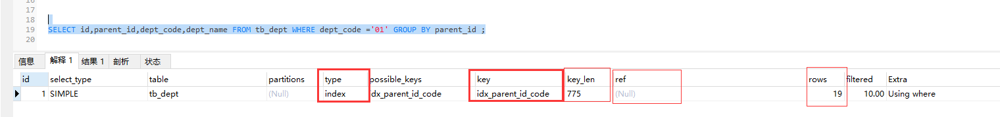 17
18
19 SELECT id,parent_id,dept_code,dept_name FROM tb_dept WHERE dept_code ='01' GROUP BY parent_id ;
20
信息 解释 1 结果 1 剖析 状态
id select_type table partitions type possible_keys key key_len ref rows filtered Extra
1 SIMPLE tb_dept (Null) index idx_parent_id_code idx_parent_id_code 775 (Null) 19 10.00 Using where